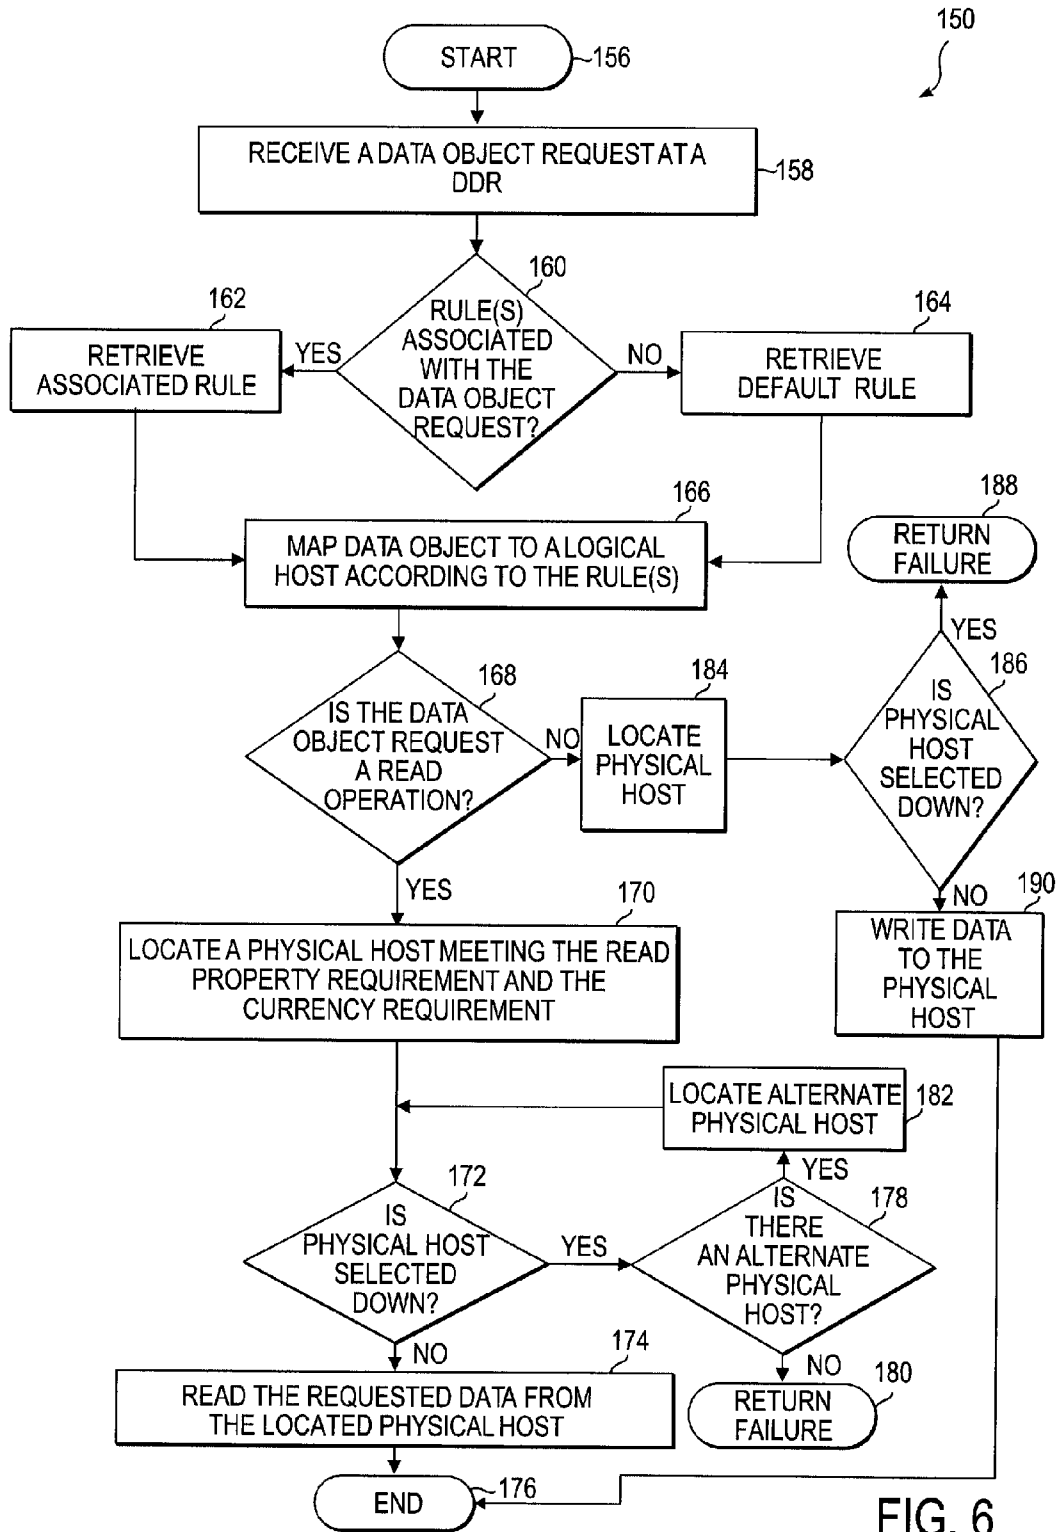 150
START
156
RECEIVE A DATA OBJECT REQUEST AT A
DDR
158
160
RULE(S)
ASSOCIATED
WITH THE
DATA OBJECT
REQUEST?
162
YES
RETRIEVE
ASSOCIATED RULE
NO
164
RETRIEVE
DEFAULT RULE
166
MAP DATA OBJECT TO A LOGICAL
HOST ACCORDING TO THE RULE(S)
188
RETURN
FAILURE
YES
168
IS THE DATA
OBJECT REQUEST
A READ
OPERATION?
NO
184
LOCATE
PHYSICAL
HOST
186
IS
PHYSICAL
HOST
SELECTED
DOWN?
YES
NO
190
WRITE DATA
TO THE
PHYSICAL
HOST
170
LOCATE A PHYSICAL HOST MEETING THE READ
PROPERTY REQUIREMENT AND THE
CURRENCY REQUIREMENT
LOCATE ALTERNATE
PHYSICAL HOST
182
YES
172
IS
PHYSICAL HOST
SELECTED
DOWN?
YES
178
IS
THERE
AN ALTERNATE
PHYSICAL
HOST?
NO
174
READ THE REQUESTED DATA FROM
THE LOCATED PHYSICAL HOST
NO
180
RETURN
FAILURE
END
176
FIG. 6